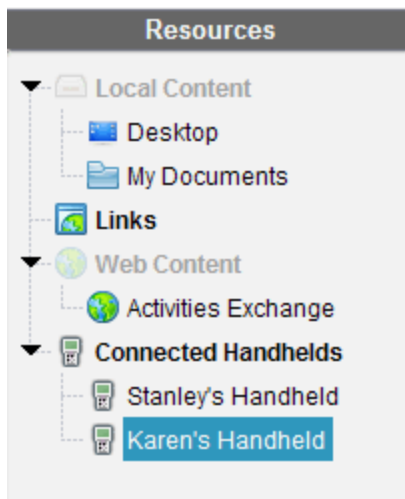 Resources
Local Content
Desktop
My Documents
Links
Web Content
Activities Exchange
Connected Handhelds
Stanley's Handheld
Karen's Handheld